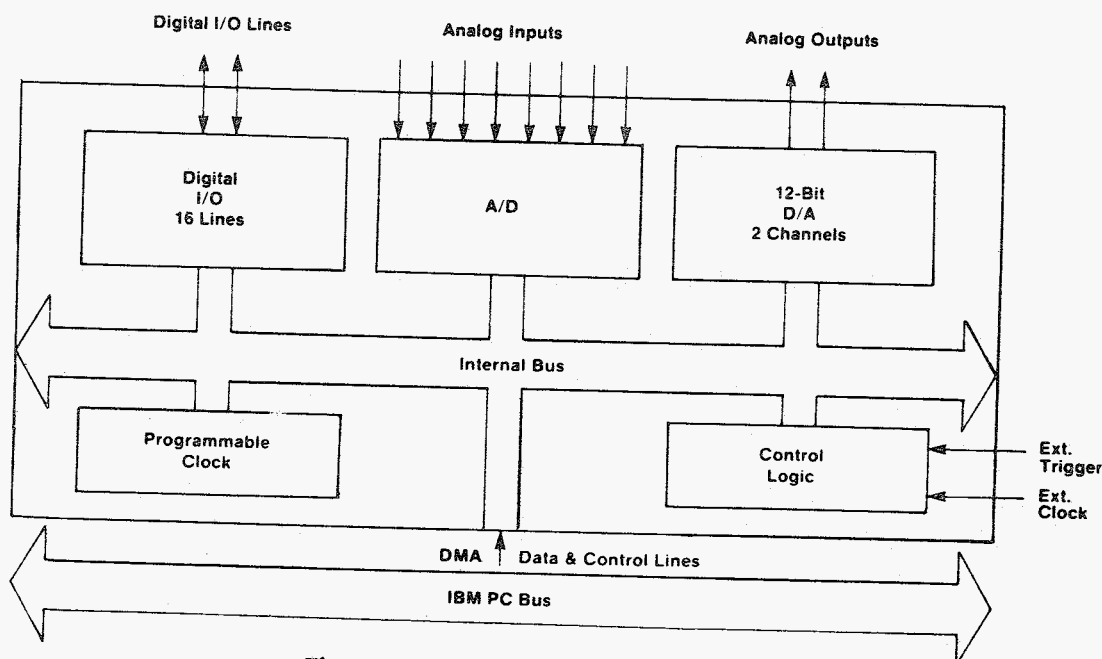 Digital I/O Lines
Analog Inputs
Analog Outputs
Digital
I/O
16 Lines
A/D
12-Bit
D/A
2 Channels
Internal Bus
Programmable
Clock
Control
Logic
Ext.
Trigger
Ext.
Clock
DMA
Data & Control Lines
IBM PC Bus